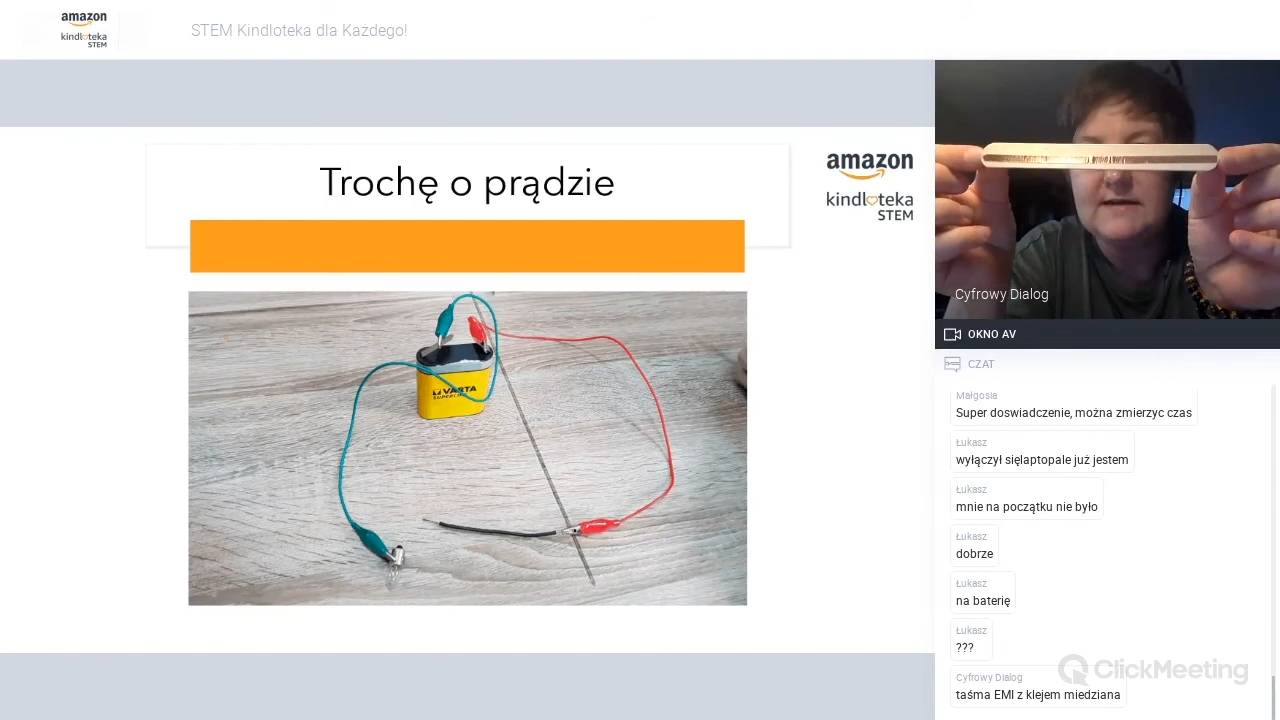 amazon
kindloteka
STEM
STEM Kindloteka dla Każdego!
Trochę o prądzie
amazon
kindloteka
STEM
VARTA
Cyfrowy Dialog
OKNO AV
CZAT
Małgosia
Super doswiadczenie, można zmierzyc czas
Łukasz
wyłączył sięlaptopale już jestem
Łukasz
mnie na początku nie było
Łukasz
dobrze
Łukasz
na baterię
Łukasz
???
Cyfrowy Dialog
taśma EMI z klejem miedziana
ClickMeeting